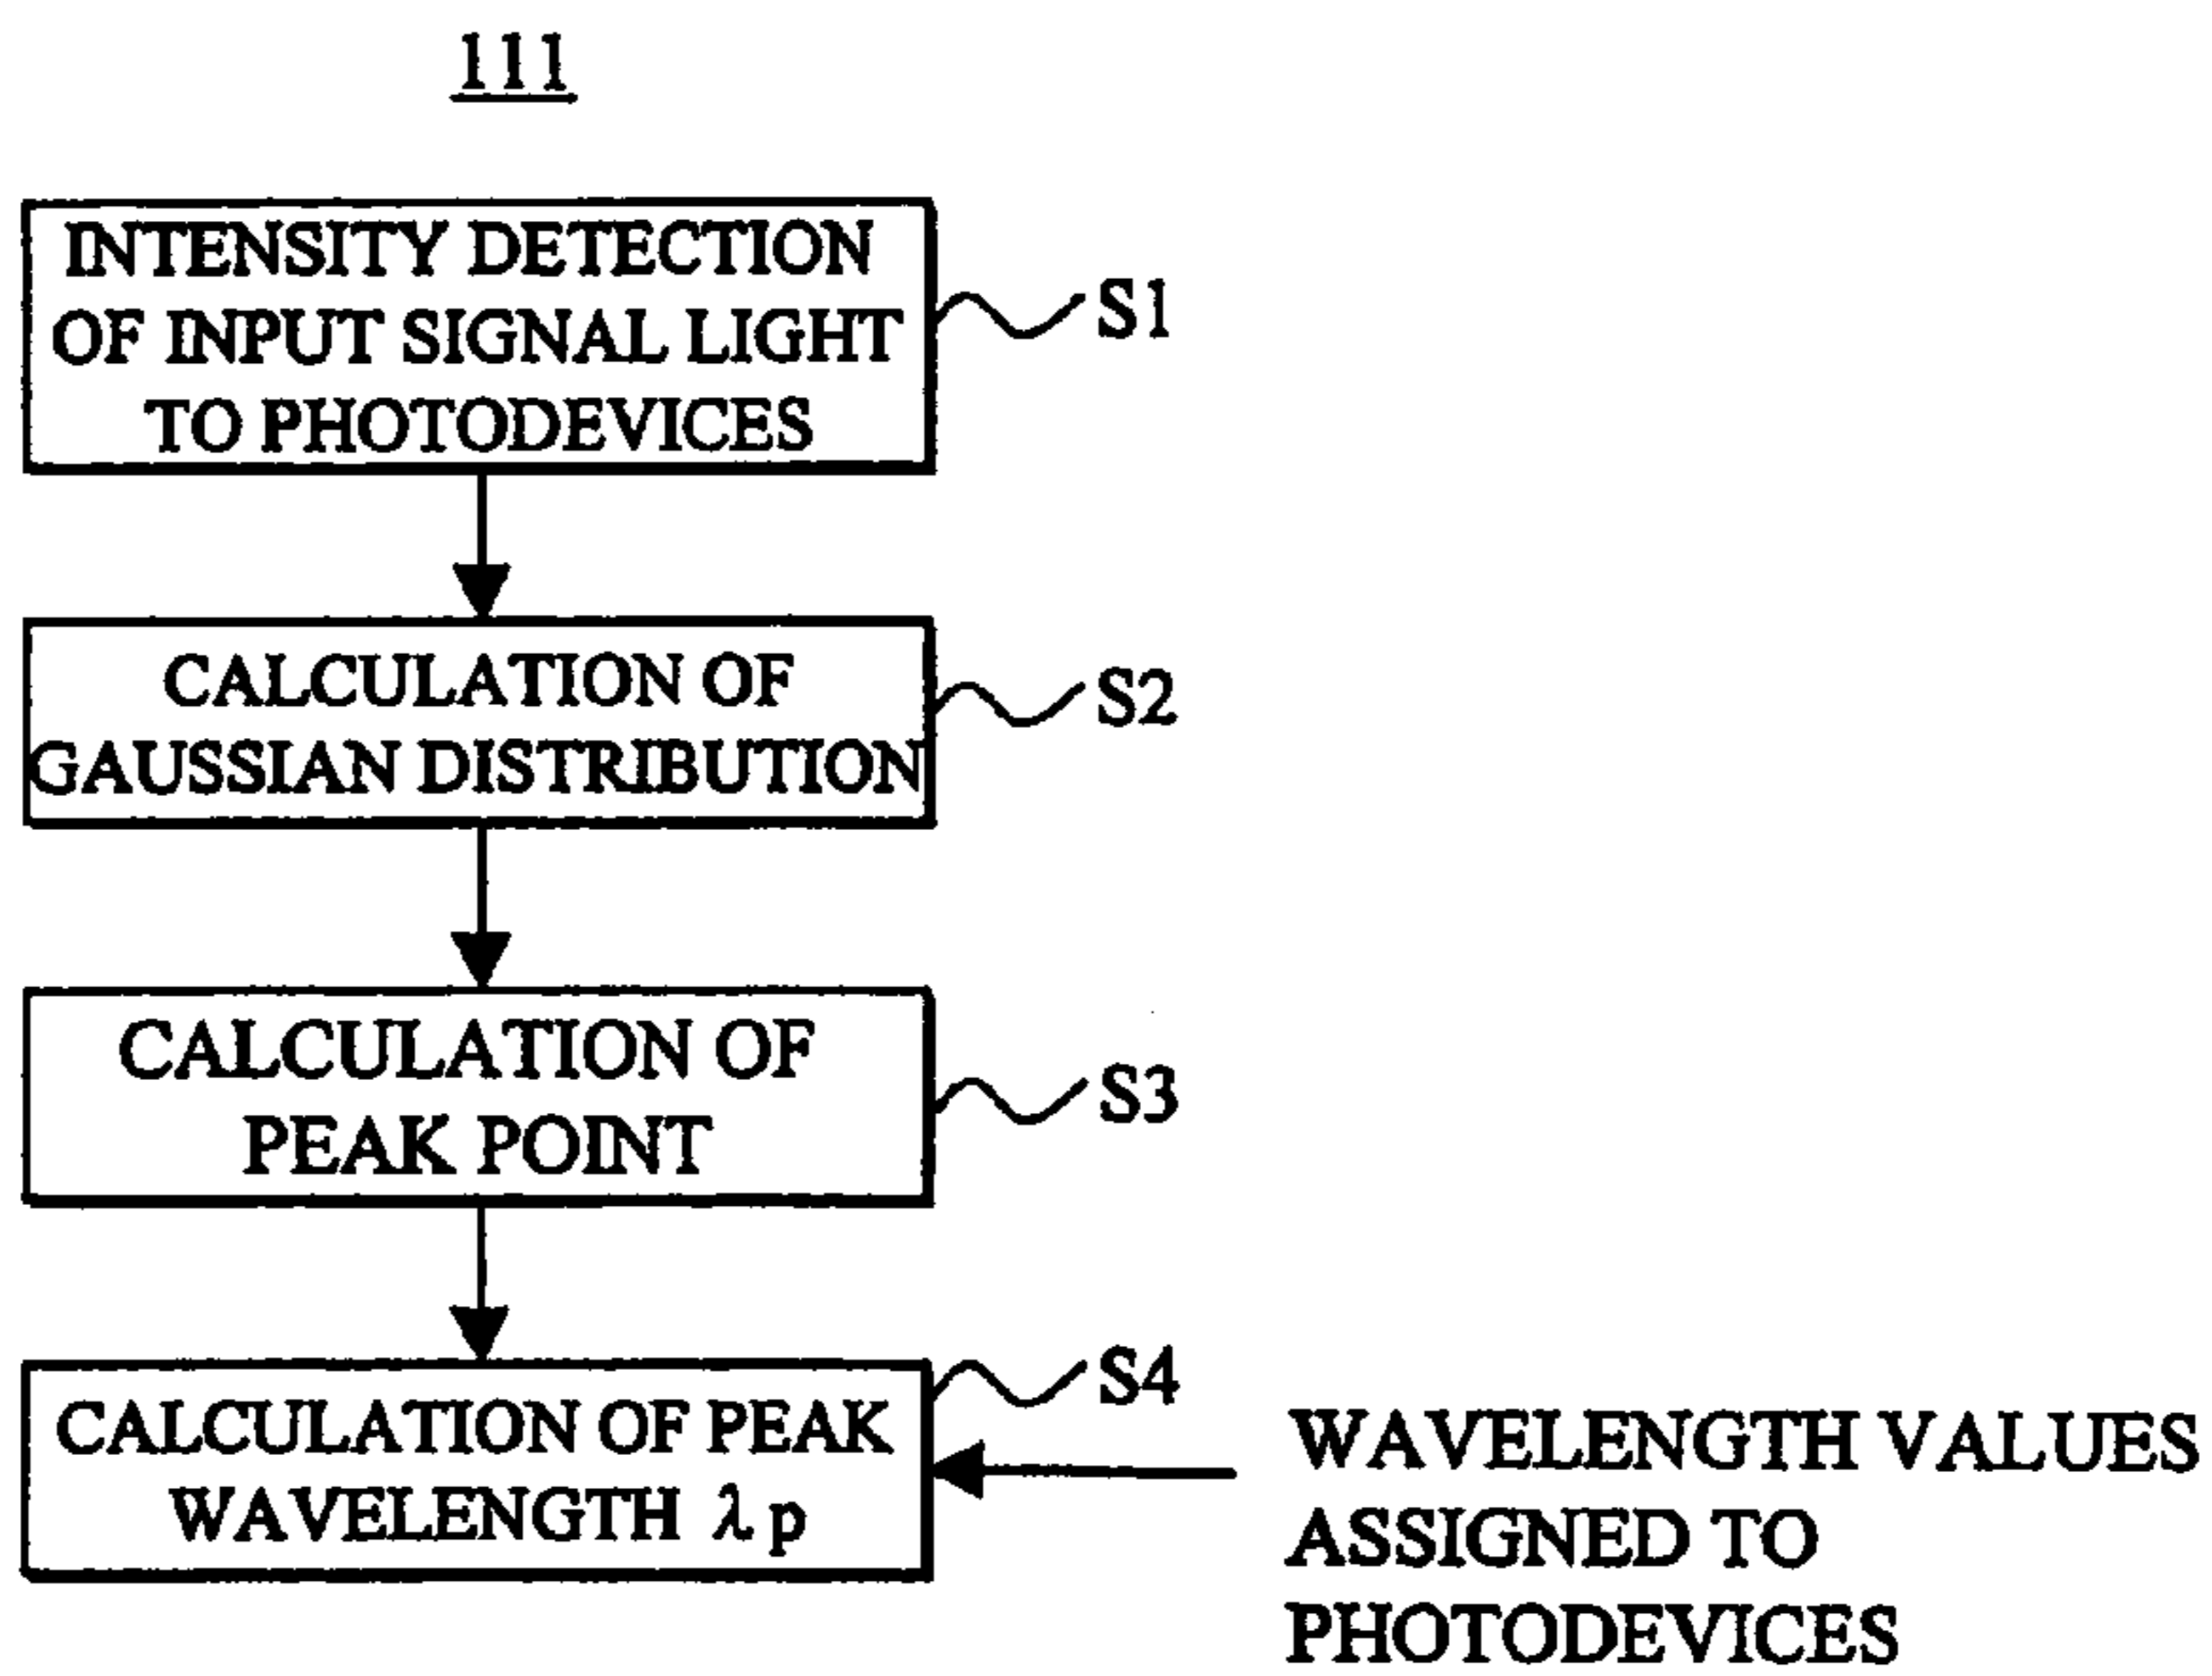 111
INTENSITY DETECTION
OF INPUT SIGNAL LIGHT
TO PHOTODEVICES
S1
CALCULATION OF
GAUSSIAN DISTRIBUTION
S2
CALCULATION OF
PEAK POINT
S3
CALCULATION OF PEAK
WAVELENGTH λp
S4
WAVELENGTH VALUES
ASSIGNED TO
PHOTODEVICES